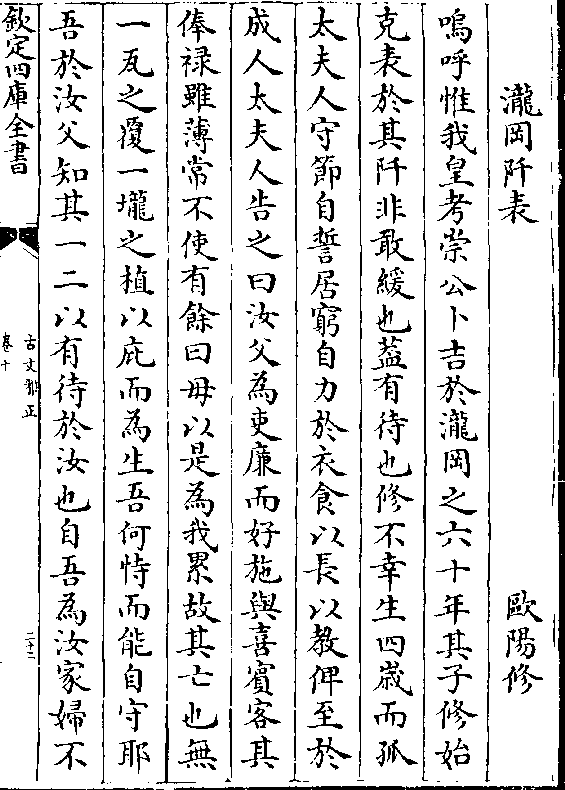 瀧岡阡表　　歐陽修
嗚呼惟我皇考崇公卜吉於瀧岡之六十年其子修始
克表於其阡非敢緩也葢有待也修不幸生四歲而孤
太夫人守節自誓居窮自力於衣食以長以教俾至於
成人太夫人告之曰汝父為吏廉而好施與喜賓客其
俸禄雖薄常不使有餘曰毋以是為我累故其亡也無
一瓦之覆一壠之植以庇而為生吾何恃而能自守耶
吾於汝父知其一二以有待於汝也自吾為汝家婦不
欽定四庫全書
古文雅正
卷十
二十二